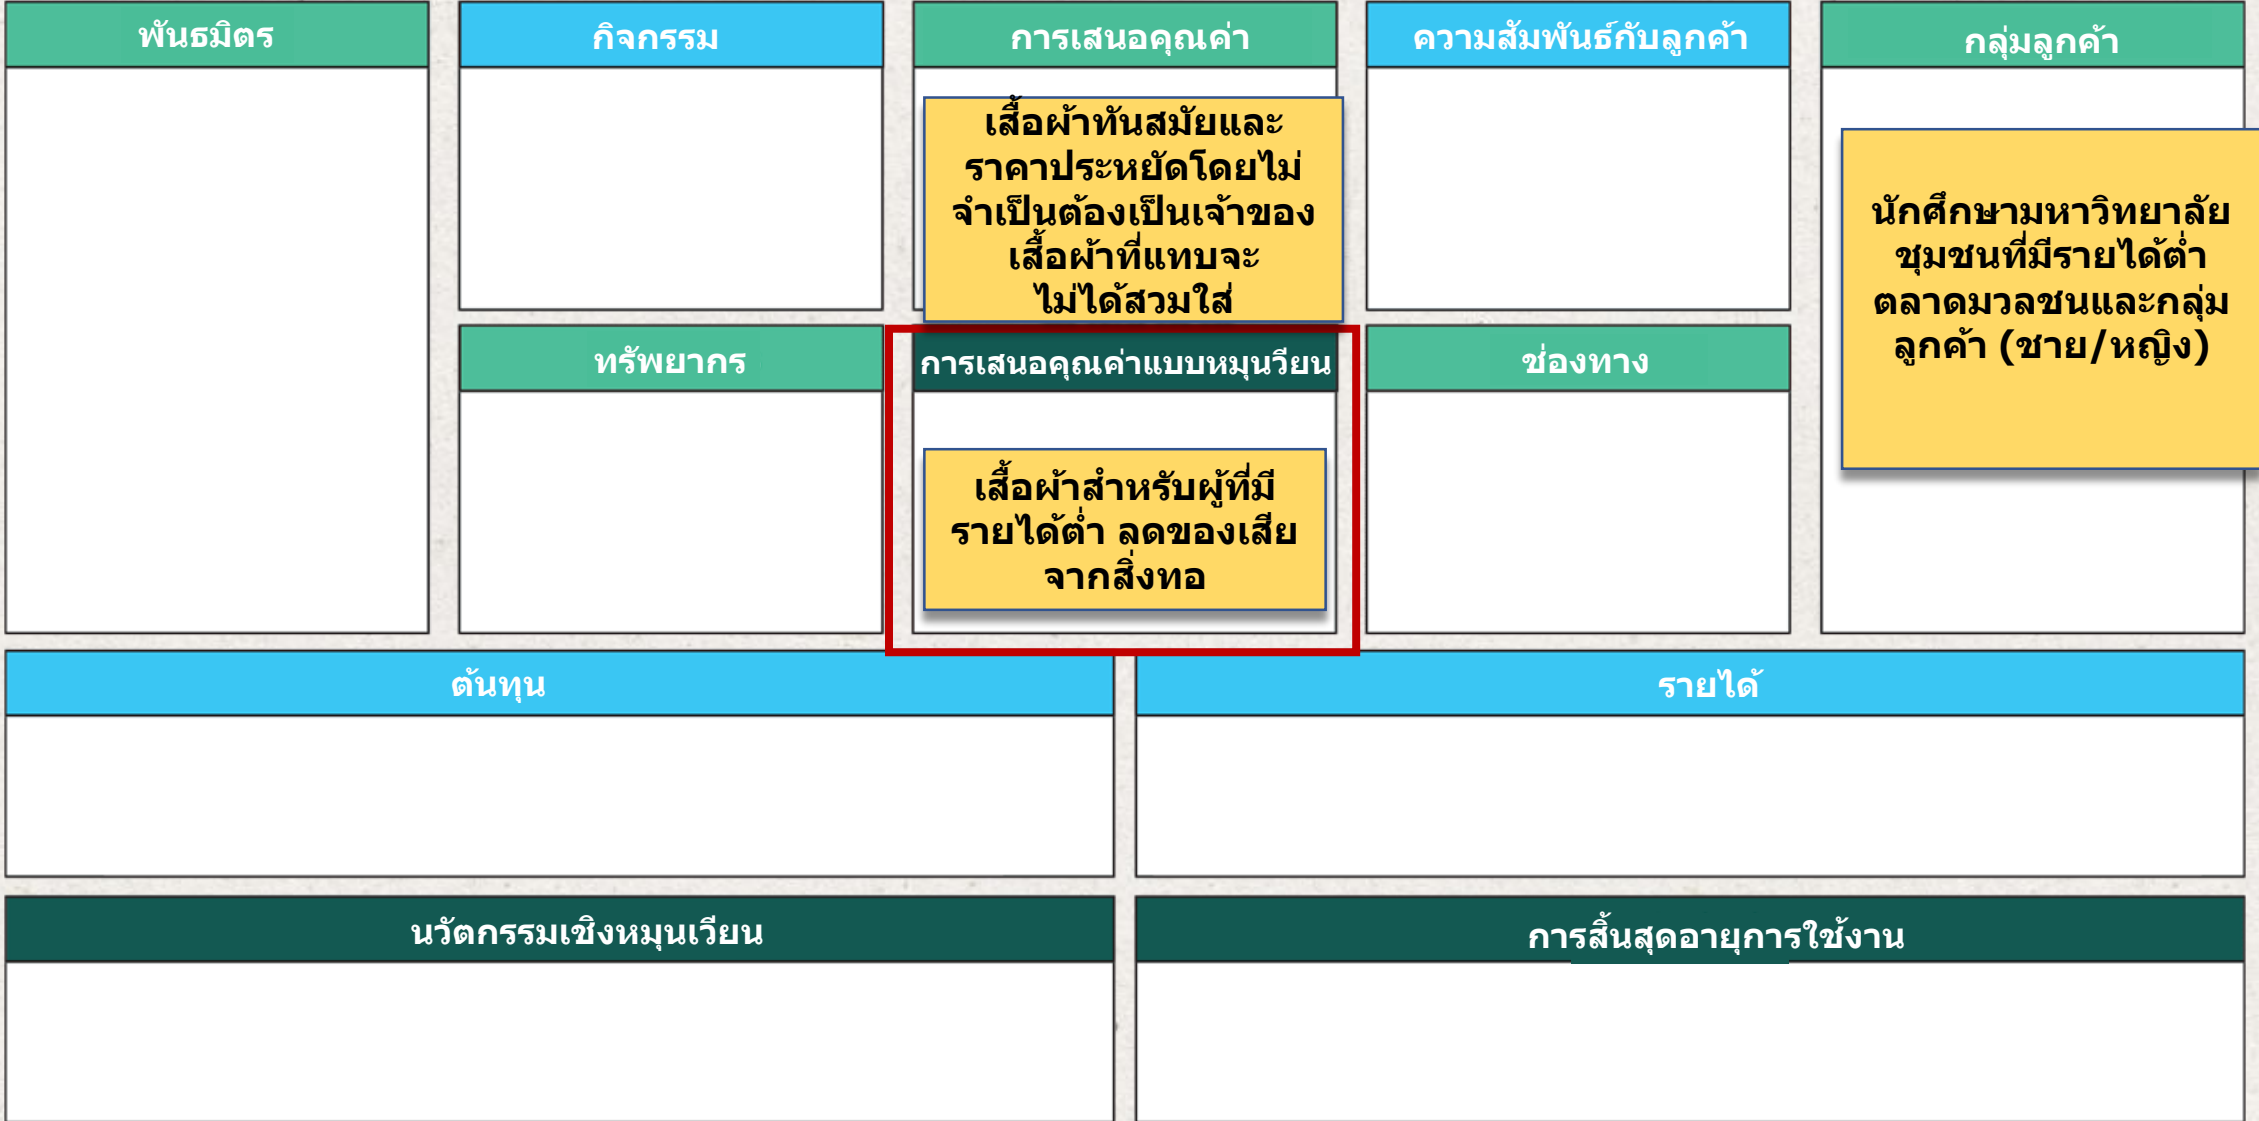 พันธมิตร
กิจกรรม
การเสนอคุณค่า
ความสัมพันธ์กับลูกค้า
กลุ่มลูกค้า
เสื้อผ้าทันสมัยและ
ราคาประหยัดโดยไม่
จำเป็นต้องเป็นเจ้าของ
เสื้อผ้าที่แทบจะ
ไม่ได้สวมใส่
นักศึกษามหาวิทยาลัย
ชุมชนที่มีรายได้ต่ำ
ตลาดมวลชนและกลุ่ม
ลูกค้า (ชาย/หญิง)
ทรัพยากร
การเสนอคุณค่าแบบหมุนวียน
ช่องทาง
เสื้อผ้าสำหรับผู้ที่มี
รายได้ต่ำ ลดของเสีย
จากสิ่งทอ
ต้นทุน
รายได้
นวัตกรรมเชิงหมุนเวียน
การสิ้นสุดอายุการใช้งาน